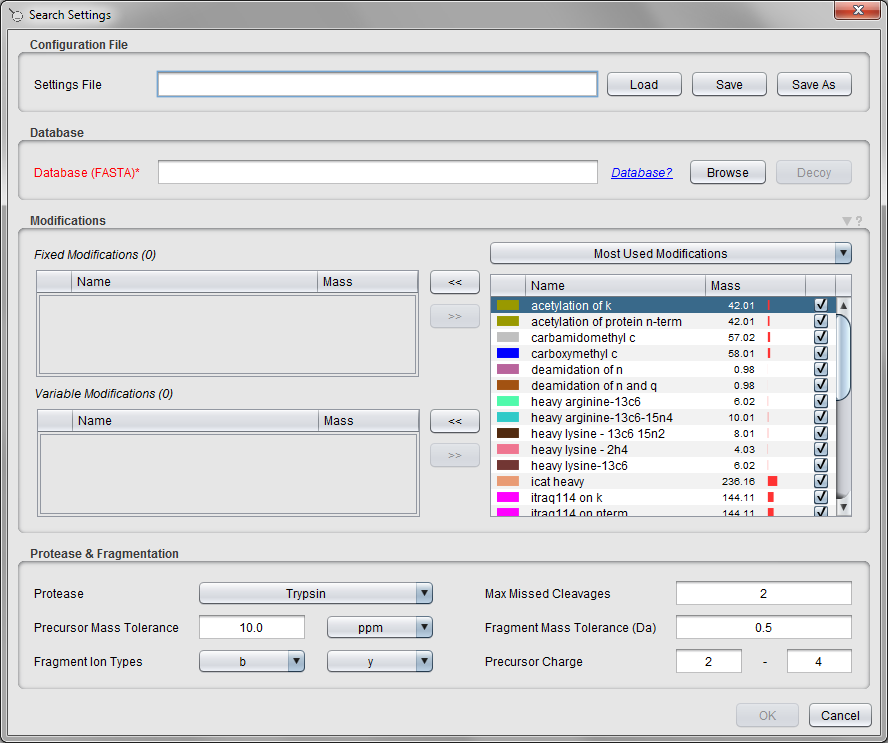 Search Settings
Configuration File
Settings File Load Save Save As
Database
Database (FASTA)* Database? Browse Decoy
Modifications ?
Fixed Modifications (0)
Name Mass
<<
>>
Variable Modifications (0)
Name Mass
<<
>>
Most Used Modifications
Name Mass
acetylation of k 42.01
acetylation of protein n-term 42.01
carbamidomethyl c 57.02
carboxymethyl c 58.01
deamidation of n 0.98
deamidation of n and q 0.98
heavy arginine-13c6 6.02
heavy arginine-13c6-15n4 10.01
heavy lysine - 13c6 15n2 8.01
heavy lysine - 2h4 4.03
heavy lysine-13c6 6.02
icat heavy 236.16
itraq114 on k 144.11
itraq114 on nterm 144.11
Protease & Fragmentation
Protease Trypsin Max Missed Cleavages 2
Precursor Mass Tolerance 10.0 ppm Fragment Mass Tolerance (Da) 0.5
Fragment Ion Types b y Precursor Charge 2 - 4
OK Cancel